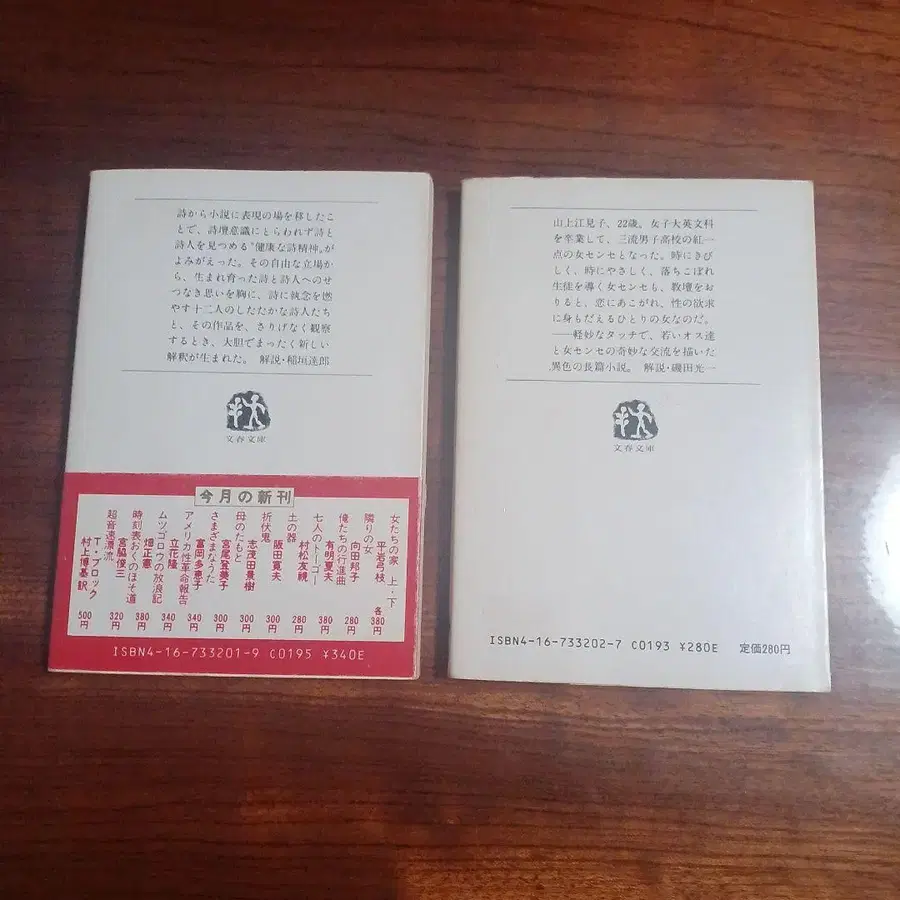 詩から小説に表現の場を移したこ
とで、詩壇意識にとらわれず詩と
詩人を見つめる〝健康な詩精神〟が
よみがえった。その自由な立場か
ら、生まれ育った詩と詩人へのせ
つなき思いを胸に、詩に執念を燃
やす十二人のしたたかな詩人たち
と、その作品を、さりげなく観察
するとき、大胆でまったく新しい
解釈が生まれた。 解説・稲垣達郎
文春文庫
今月の新刊
女たちの家 上・下
平岩弓枝 各380円
隣りの女
向田邦子 280円
俺たちの行進曲
有明夏夫 380円
七人のトーゴー
村松友視 280円
土の器
阪田寛夫 300円
折伏鬼
志茂田景樹 300円
母のたもと
宮尾登美子 300円
さまざまなうた
富岡多恵子 340円
アメリカ性革命報告
立花隆 340円
ムツゴロウの放浪記
畑正憲 380円
時刻表おくのほそ道
宮脇俊三 320円
超音速漂流
T・ブロック
村上博基訳 500円
ISBN4-16-733201-9 C0195 ¥340E
山上江見子、22歳。女子大英文科
を卒業して、三流男子高校の紅一
点の女センセとなった。時にきび
しく、時にやさしく、落ちこぼれ
生徒を導く女センセも、教壇をお
りると、恋にあこがれ、性の欲求
に身もだえるひとりの女なのだ。
──軽妙なタッチで、若いオス達
と女センセの奇妙な交流を描いた
異色の長篇小説。 解説・磯田光一
文春文庫
ISBN4-16-733202-7 C0193 ¥280E 定価280円